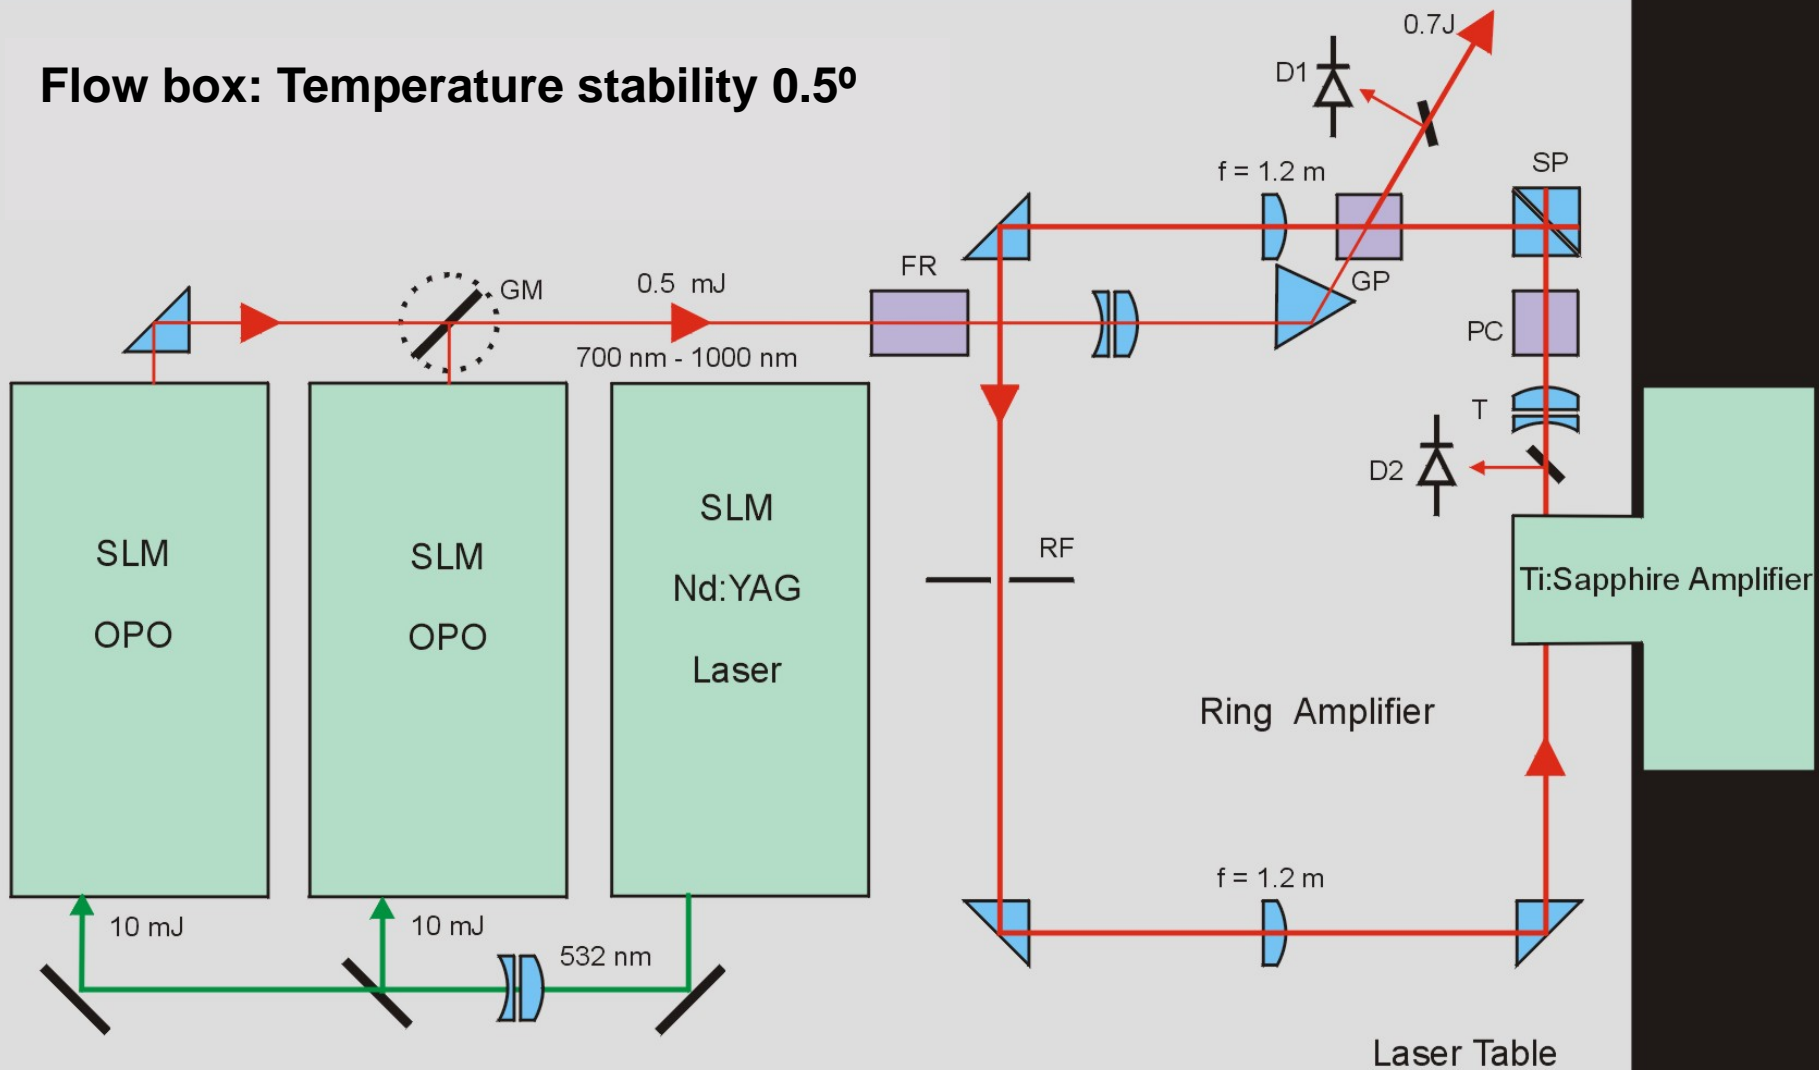 Flow box: Temperature stability 0.5º
0.7J
D1
f = 1.2 m
SP
FR
GM
0.5 mJ
GP
PC
700 nm - 1000 nm
T
D2
SLM
OPO
SLM
OPO
SLM
Nd:YAG
Laser
RF
Ti:Sapphire Amplifier
Ring Amplifier
f = 1.2 m
10 mJ
10 mJ
532 nm
Laser Table